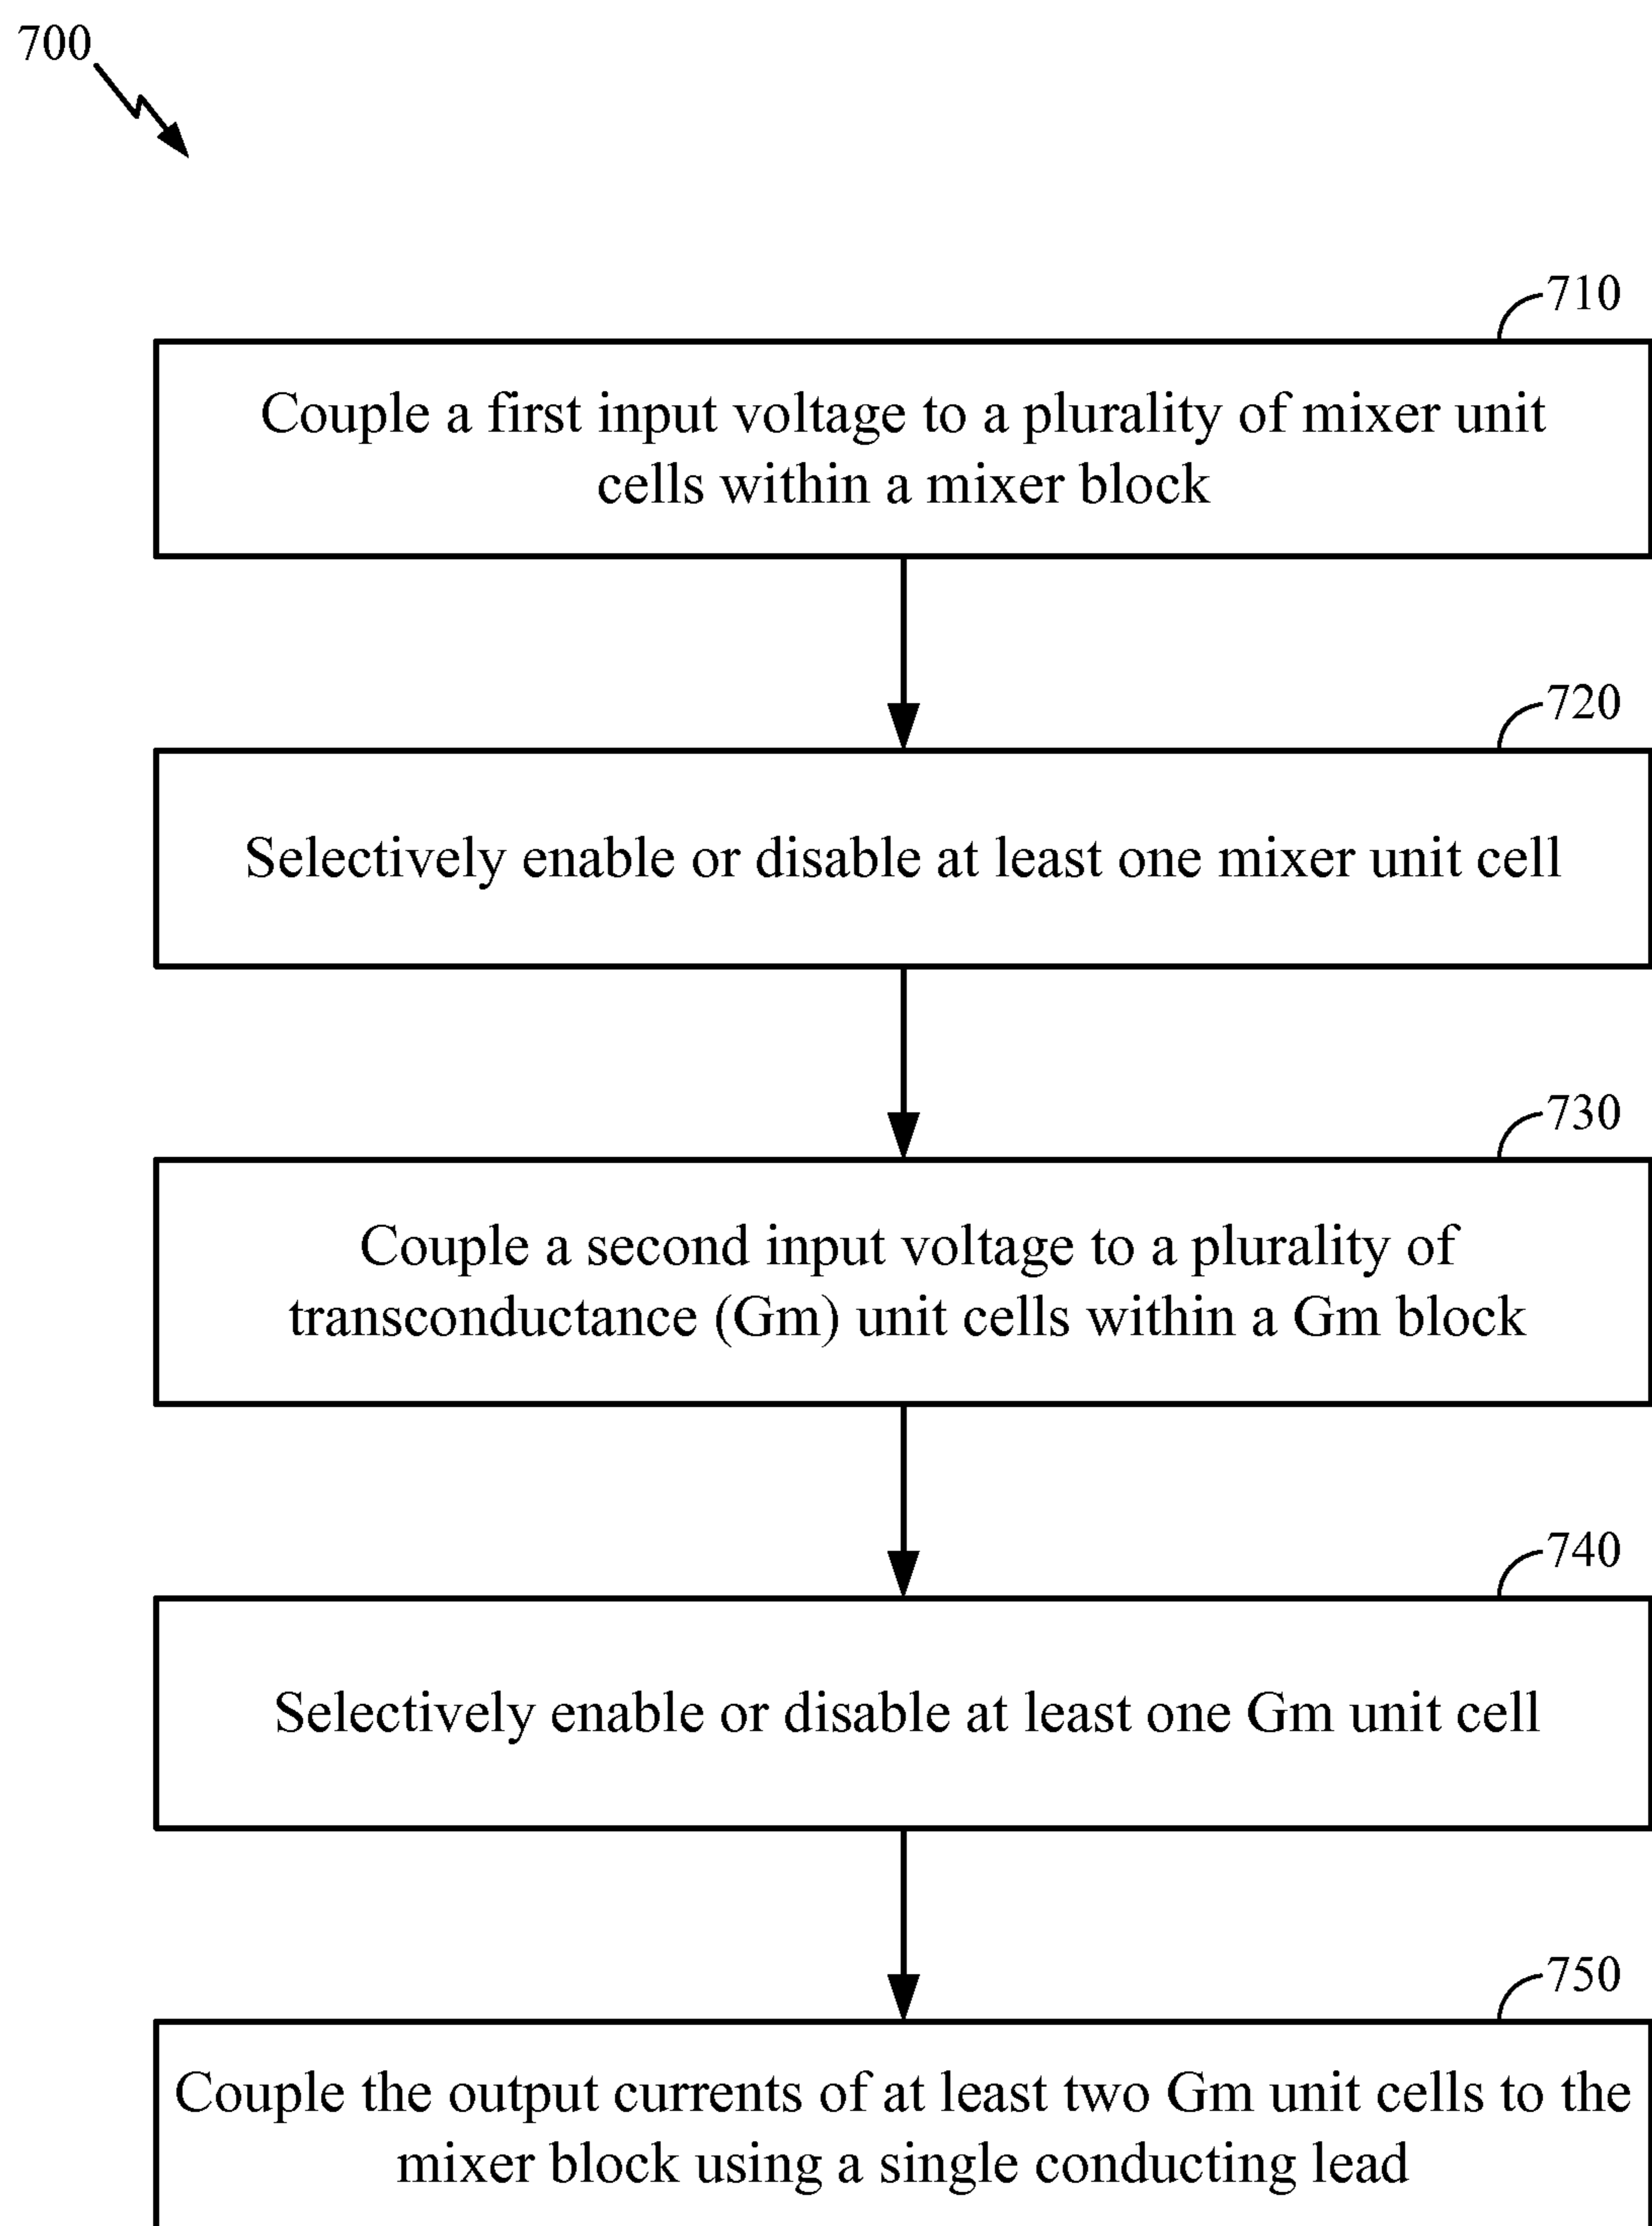 700
710
Couple a first input voltage to a plurality of mixer unit
cells within a mixer block
720
Selectively enable or disable at least one mixer unit cell
730
Couple a second input voltage to a plurality of
transconductance (Gm) unit cells within a Gm block
740
Selectively enable or disable at least one Gm unit cell
750
Couple the output currents of at least two Gm unit cells to the
mixer block using a single conducting lead